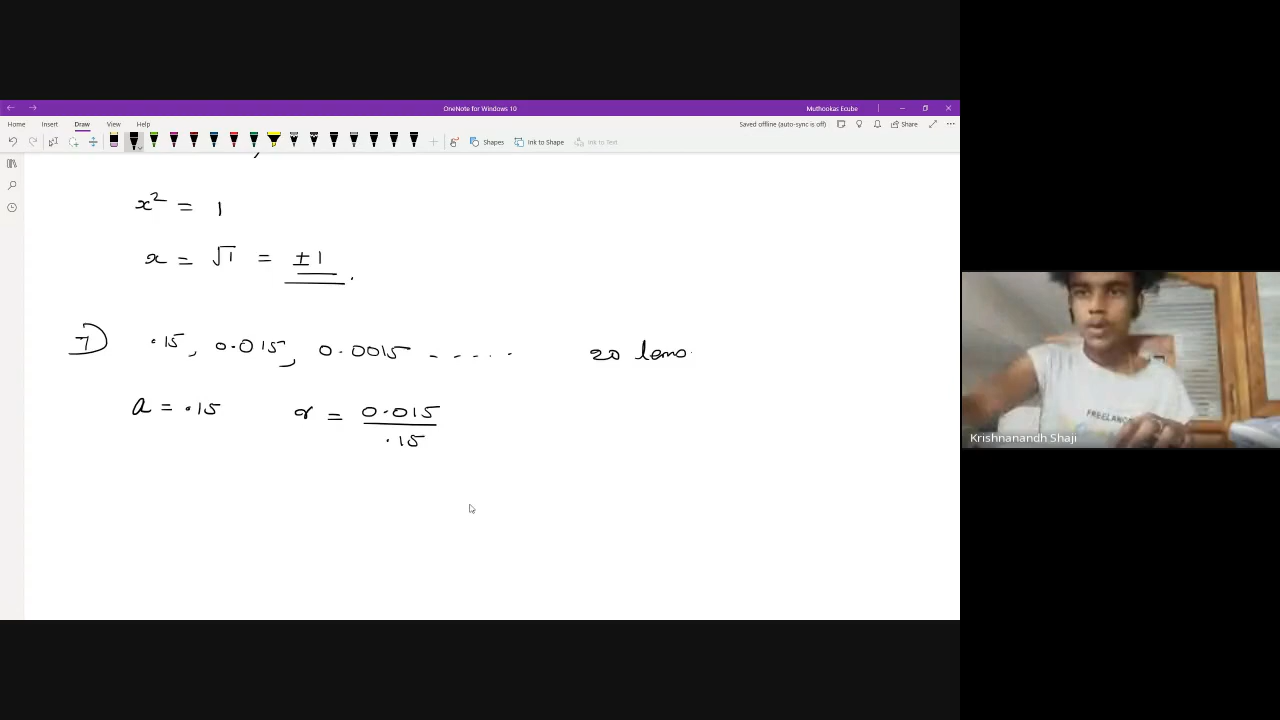 OneNote for Windows 10
Muthookas Ecube
Home Insert Draw View Help
Saved offline (auto-sync is off)
Share
Shapes
Ink to Shape
Ink to Text
x² = 1
x = √1 = ±1
7) .15, 0.015, 0.0015 ------ 20
a = .15 r = 0.015
.15
FREELANC
Krishnanandh Shaji